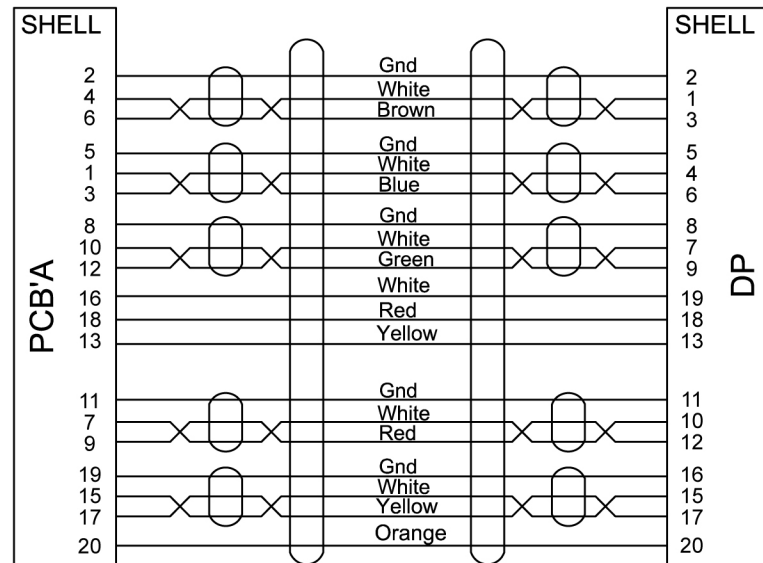 SHELL SHELL
2 Gnd 2
4 White 1
6 Brown 3
5 Gnd 5
1 White 4
3 Blue 6
8 Gnd 8
10 White 7
12 Green 9
16 White 19
18 Red 18
13 Yellow 13
11 Gnd 11
7 White 10
9 Red 12
19 Gnd 16
15 White 15
17 Yellow 17
20 Orange 20
PCB'A
DP